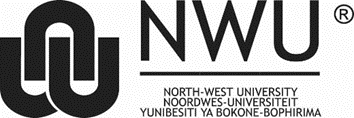 NWU®
NORTH-WEST UNIVERSITY
NOORDWES-UNIVERSITEIT
YUNIBESITI YA BOKONE-BOPHIRIMA